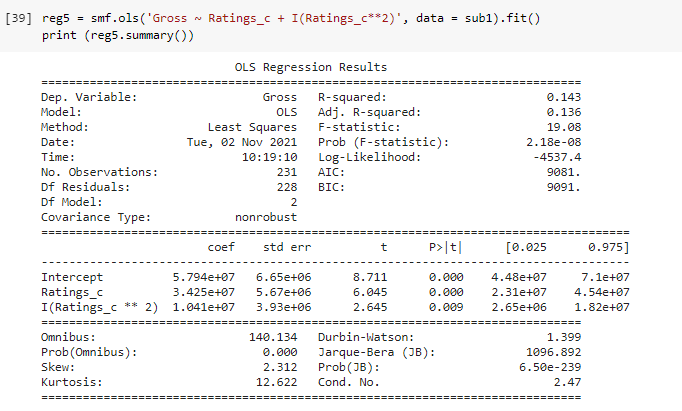 [39] reg5 = smf.ols('Gross ~ Ratings_c + I(Ratings_c**2)', data = sub1).fit()
print (reg5.summary())
OLS Regression Results
==============================================================================
Dep. Variable: Gross R-squared: 0.143
Model: OLS Adj. R-squared: 0.136
Method: Least Squares F-statistic: 19.08
Date: Tue, 02 Nov 2021 Prob (F-statistic): 2.18e-08
Time: 10:19:10 Log-Likelihood: -4537.4
No. Observations: 231 AIC: 9081.
Df Residuals: 228 BIC: 9091.
Df Model: 2
Covariance Type: nonrobust
=====================================================================================
coef std err t P>|t| [0.025 0.975]
-------------------------------------------------------------------------------------
Intercept 5.794e+07 6.65e+06 8.711 0.000 4.48e+07 7.1e+07
Ratings_c 3.425e+07 5.67e+06 6.045 0.000 2.31e+07 4.54e+07
I(Ratings_c ** 2) 1.041e+07 3.93e+06 2.645 0.009 2.65e+06 1.82e+07
==============================================================================
Omnibus: 140.134 Durbin-Watson: 1.399
Prob(Omnibus): 0.000 Jarque-Bera (JB): 1096.892
Skew: 2.312 Prob(JB): 6.50e-239
Kurtosis: 12.622 Cond. No. 2.47
==============================================================================